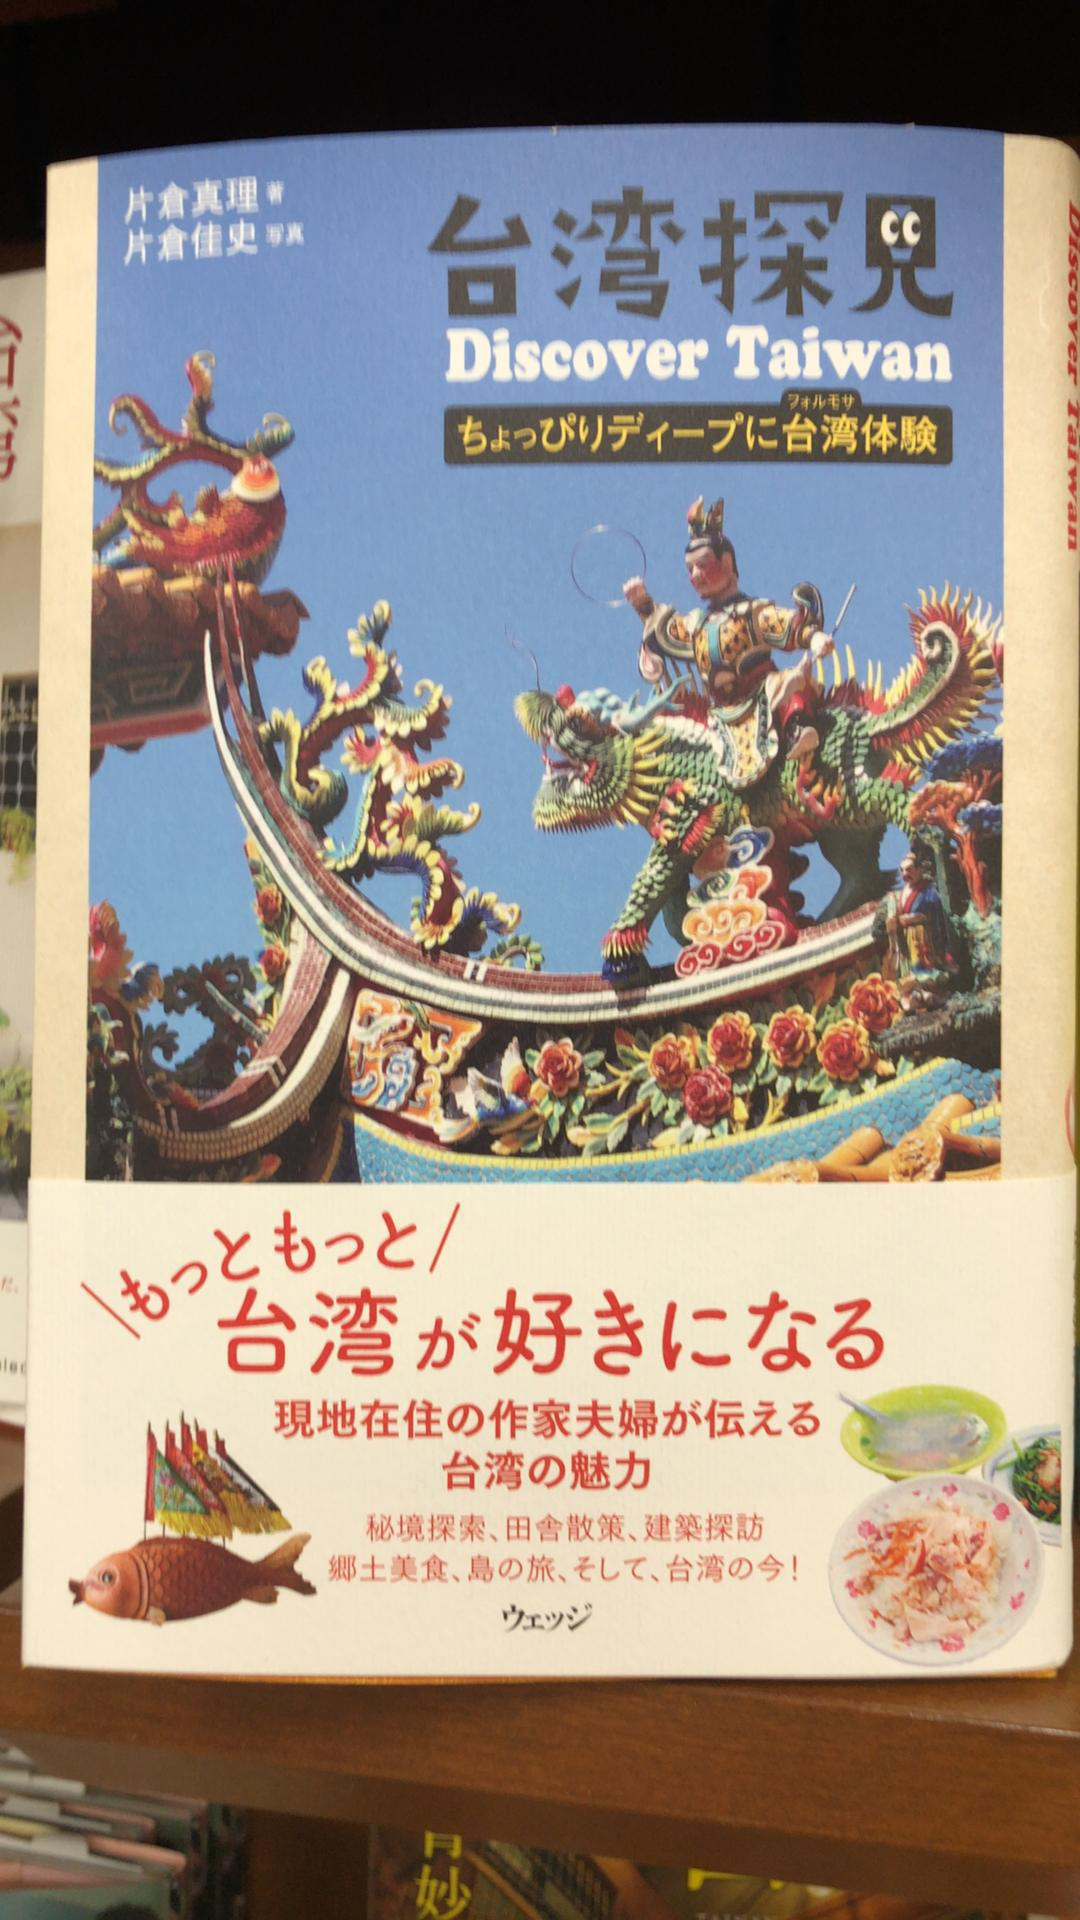 片倉真理 著
片倉佳史 写真
台湾探見
Discover Taiwan
フォルモサ
ちょっぴりディープに台湾体験
もっともっと
台湾が好きになる
現地在住の作家夫婦が伝える
台湾の魅力
秘境探索、田舎散策、建築探訪
郷土美食、島の旅、そして、台湾の今!
ウェッジ
Discover Taiwan